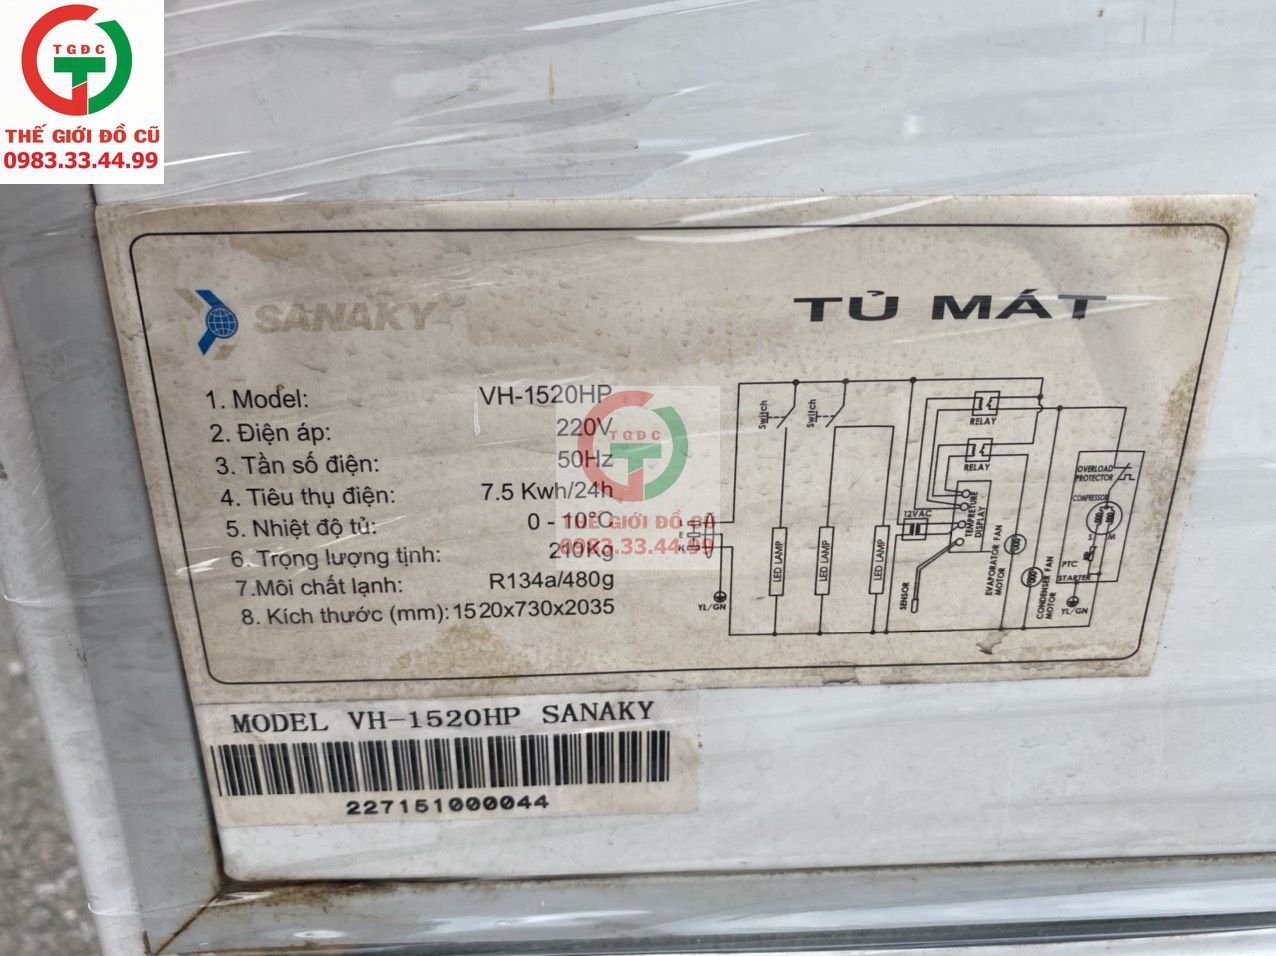 TGĐC
THẾ GIỚI ĐỒ CŨ
0983.33.44.99
SANAKY
TỦ MÁT
1. Model: VH-1520HP
2. Điện áp: 220V
3. Tần số điện: 50Hz
4. Tiêu thụ điện: 7.5 Kwh/24h
5. Nhiệt độ tủ: 0 - 10°C
6. Trọng lượng tịnh: 210Kg
7.Môi chất lạnh: R134a/480g
8. Kích thước (mm): 1520x730x2035
TGĐC
THẾ GIỚI ĐỒ CŨ
0983.33.44.99
Switch
Switch
RELAY
RELAY
OVERLOAD
PROTECTOR
COMPRESSOR
S M
PTC
STARTER
YL/GN
L
E
N
YL/GN
LED LAMP
LED LAMP
LED LAMP
12VAC
SENSOR
TEMPRETURE
DISPLAY
EVAPORATOR FAN
MOTOR
CONDENSER FAN
MOTOR
MODEL VH-1520HP SANAKY
227151000044